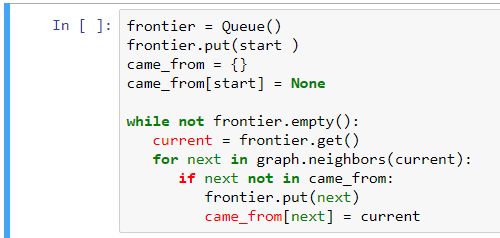 In [ ]: frontier = Queue()
frontier.put(start )
came_from = {}
came_from[start] = None
while not frontier.empty():
   current = frontier.get()
   for next in graph.neighbors(current):
      if next not in came_from:
         frontier.put(next)
         came_from[next] = current